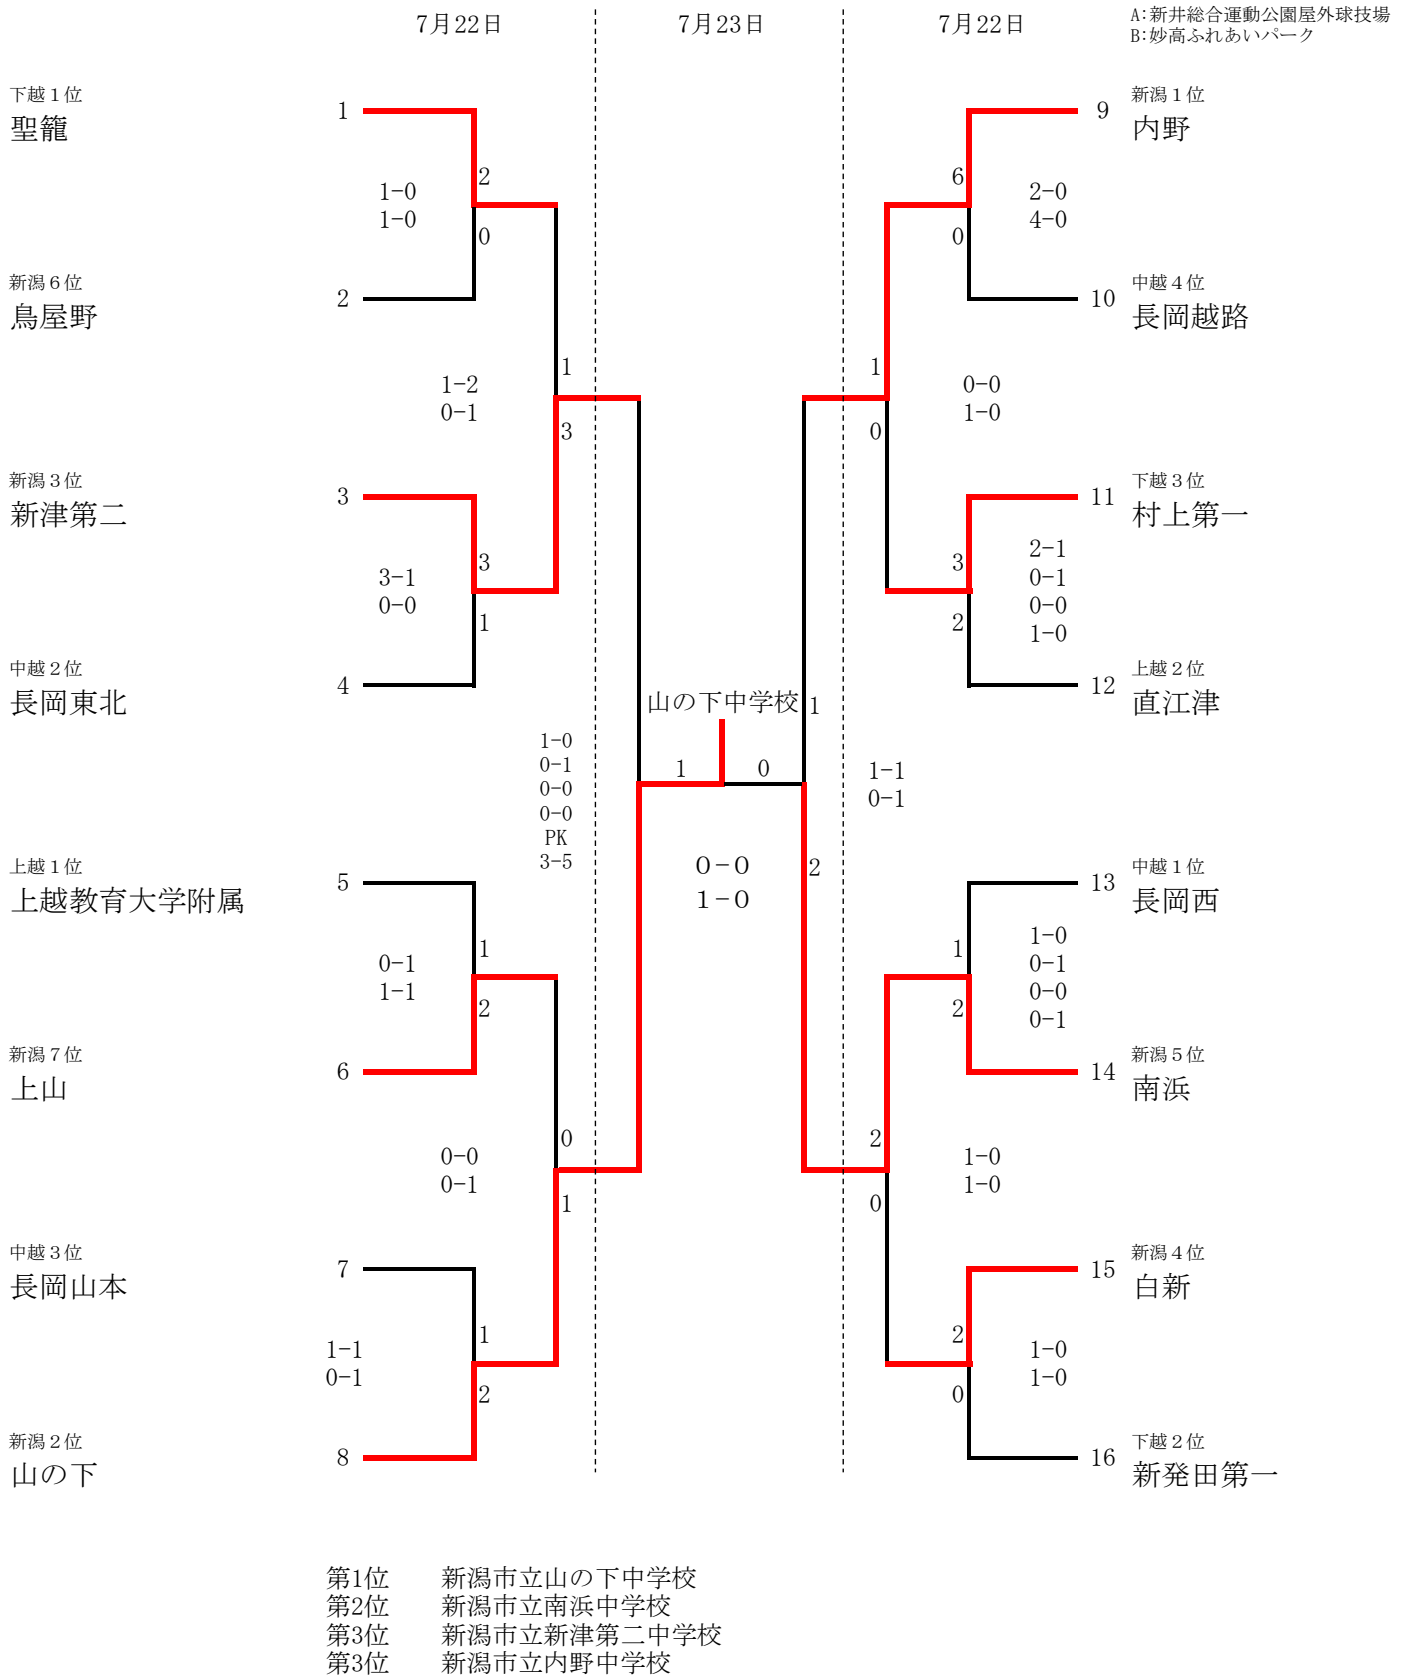 7月22日
7月23日
7月22日
A:新井総合運動公園屋外球技場
B:妙高ふれあいパーク
下越１位
聖籠
1
2
1-0
1-0
0
新潟６位
鳥屋野
2
1
1-2
0-1
3
新潟３位
新津第二
3
3
3-1
0-0
1
中越２位
長岡東北
4
新潟１位
内野
9
6
2-0
4-0
0
中越４位
長岡越路
10
1
0-0
1-0
0
下越３位
村上第一
11
3
2-1
0-1
0-0
1-0
2
上越２位
直江津
12
山の下中学校
1
1-0
0-1
0-0
0-0
PK
3-5
1
0
1-1
0-1
0-0
1-0
2
上越１位
上越教育大学附属
5
1
0-1
1-1
2
新潟７位
上山
6
0
0-0
0-1
1
中越３位
長岡山本
7
1
1-1
0-1
2
新潟２位
山の下
8
中越１位
長岡西
13
1
1-0
0-1
0-0
0-1
2
新潟５位
南浜
14
2
1-0
1-0
0
新潟４位
白新
15
2
1-0
1-0
0
下越２位
新発田第一
16
第1位 新潟市立山の下中学校
第2位 新潟市立南浜中学校
第3位 新潟市立新津第二中学校
第3位 新潟市立内野中学校